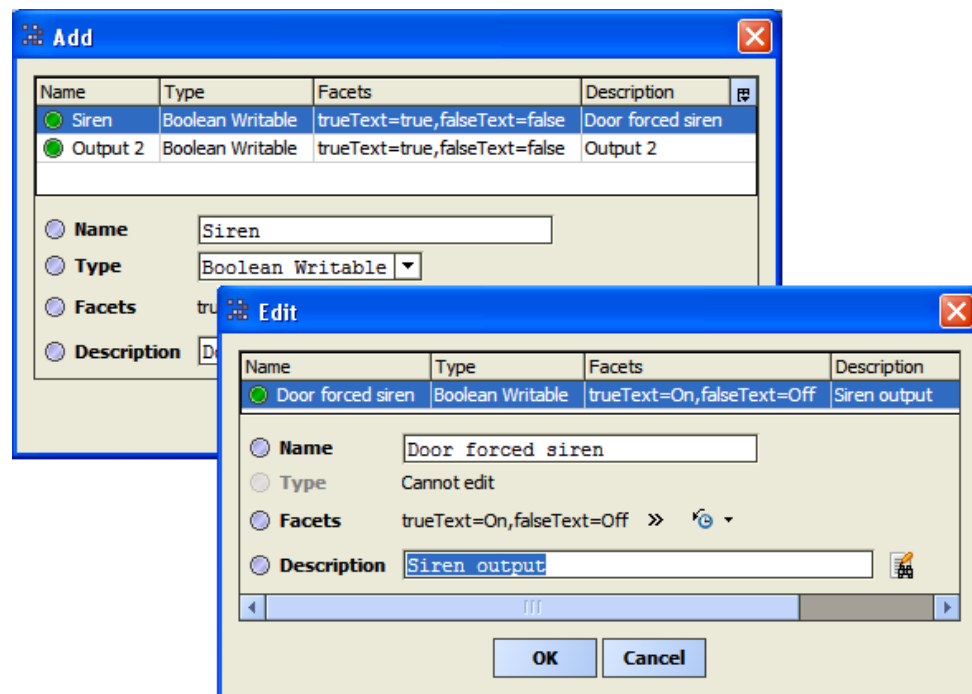 Add
Name Type Facets Description
Siren Boolean Writable trueText=true,falseText=false Door forced siren
Output 2 Boolean Writable trueText=true,falseText=false Output 2
Name Siren
Type Boolean Writable
Facets tru
Description
Edit
Name Type Facets Description
Door forced siren Boolean Writable trueText=On,falseText=Off Siren output
Name Door forced siren
Type Cannot edit
Facets trueText=On,falseText=Off »
Description Siren output
OK Cancel